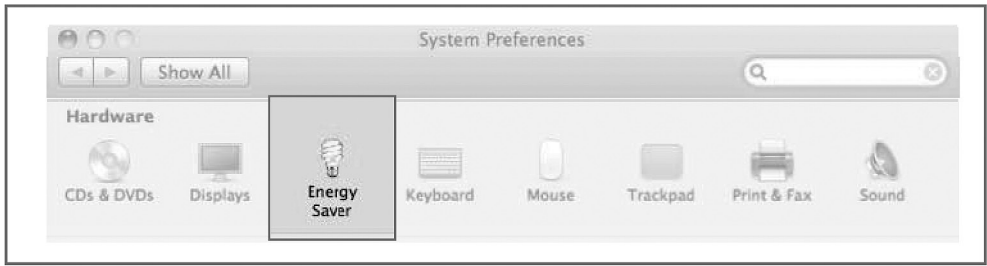 System Preferences
Show All
Hardware
CDs & DVDs
Displays
Energy
Saver
Keyboard
Mouse
Trackpad
Print & Fax
Sound